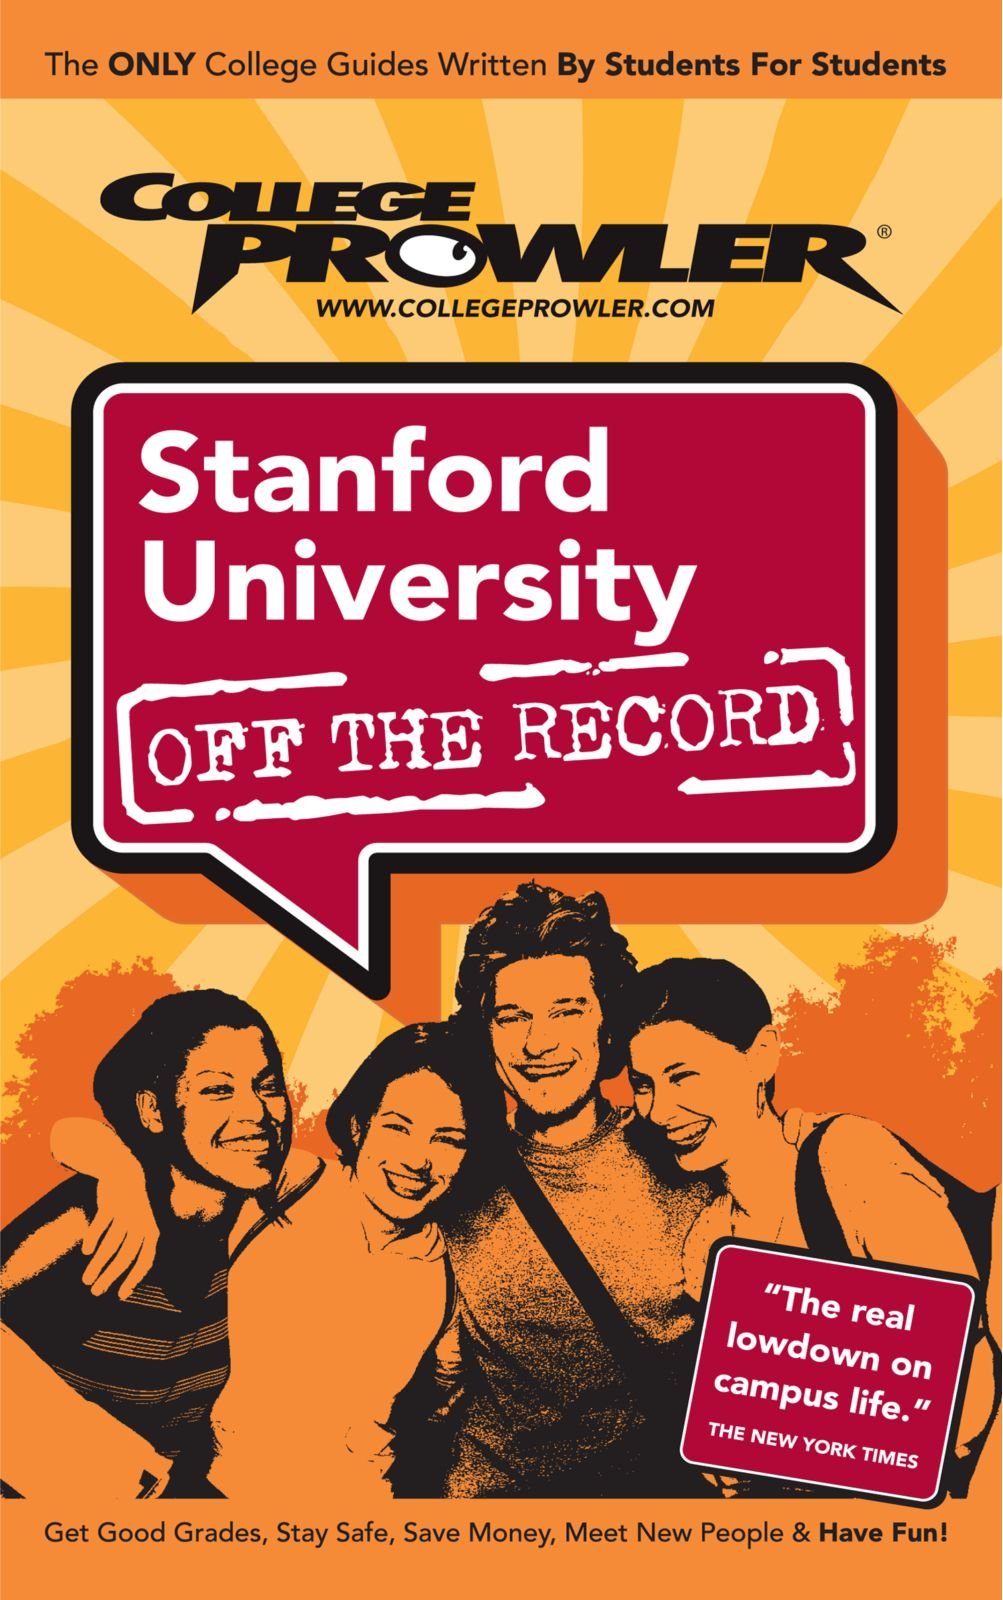 The ONLY College Guides Written By Students For Students
COLLEGE
PROWLER®
WWW.COLLEGEPROWLER.COM
Stanford
University
OFF THE RECORD
“The real
lowdown on
campus life.”
THE NEW YORK TIMES
Get Good Grades, Stay Safe, Save Money, Meet New People & Have Fun!